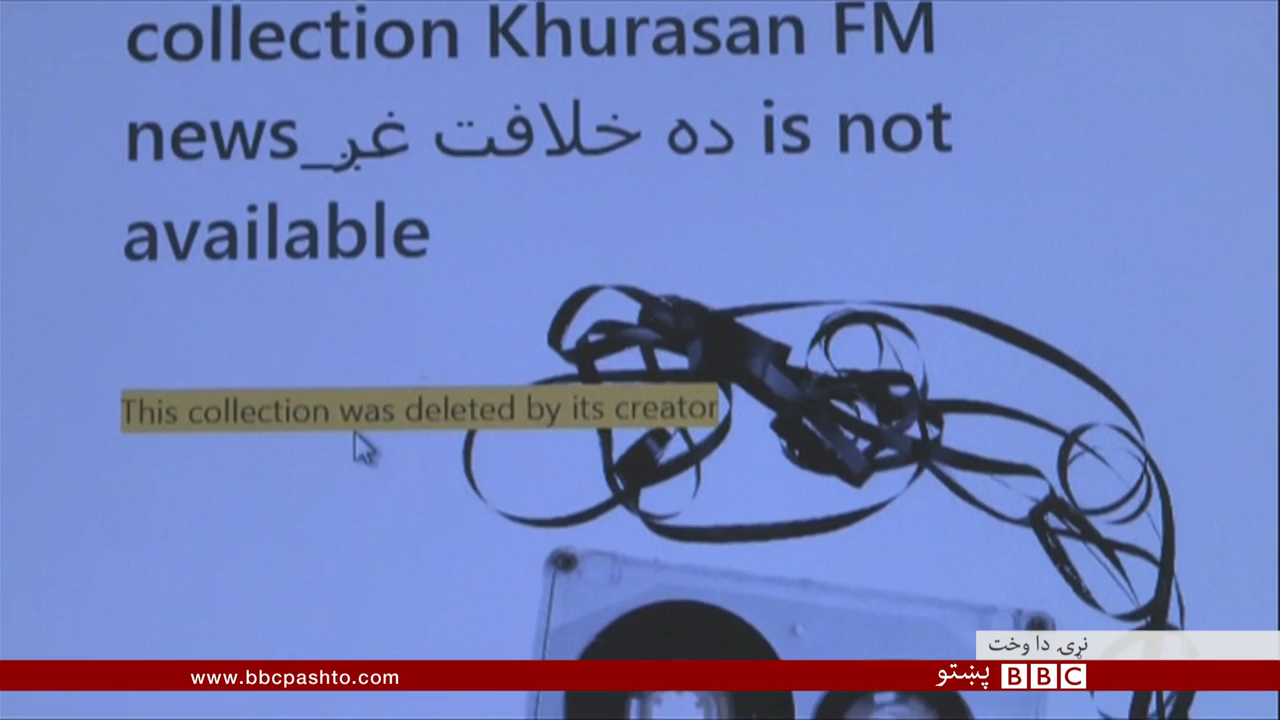 collection Khurasan FM
news_ده خلافت غږ is not
available
This collection was deleted by its creator
نړۍ دا وخت
www.bbcpashto.com
پښتو BBC